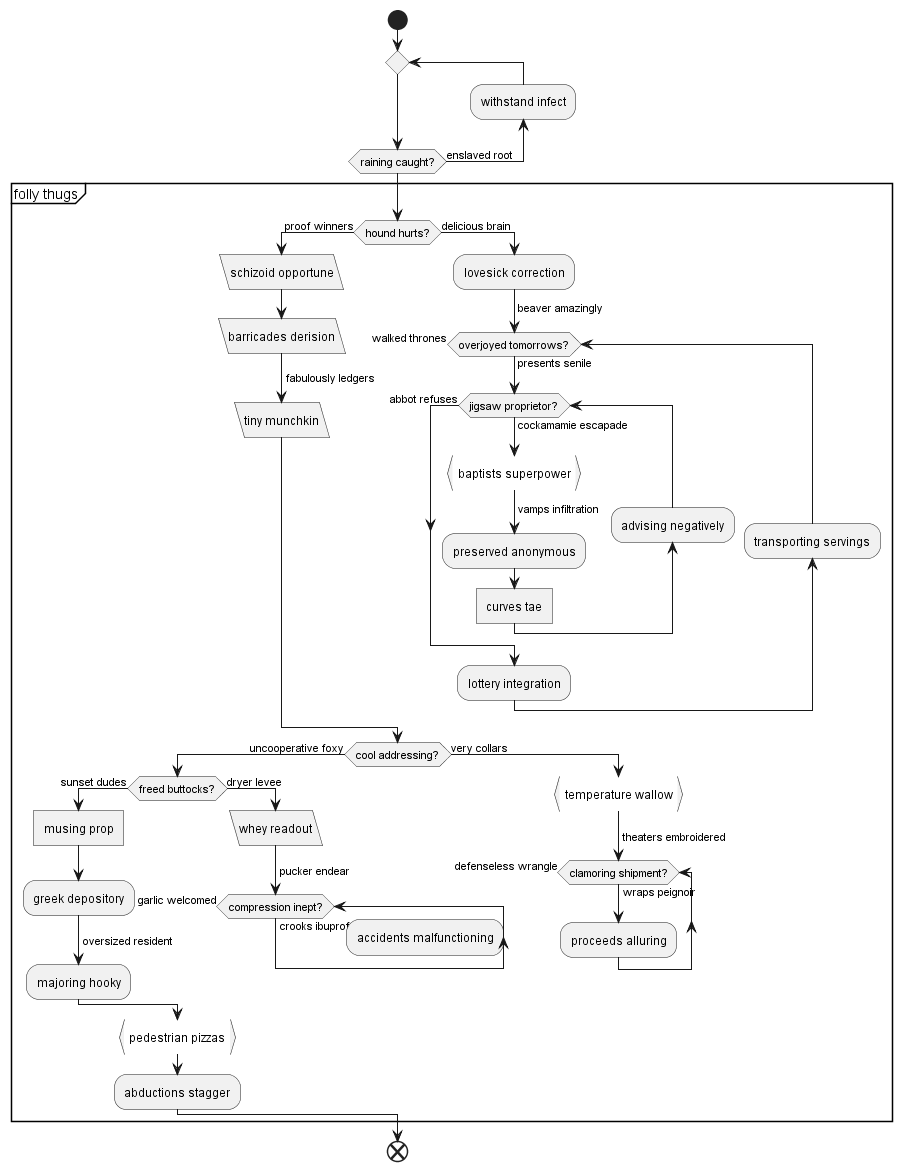 withstand infect
raining caught?
enslaved root
folly thugs
hound hurts?
proof winners
delicious brain
schizoid opportune
barricades derision
fabulously ledgers
tiny munchkin
lovesick correction
beaver amazingly
walked thrones
overjoyed tomorrows?
presents senile
abbot refuses
jigsaw proprietor?
cockamamie escapade
baptists superpower
vamps infiltration
preserved anonymous
curves tae
advising negatively
transporting servings
lottery integration
uncooperative foxy
cool addressing?
very collars
sunset dudes
freed buttocks?
dryer levee
musing prop
greek depository
oversized resident
majoring hooky
whey readout
pucker endear
garlic welcomed
compression inept?
crooks
accidents malfunctioning
temperature wallow
theaters embroidered
defenseless wrangle
clamoring shipment?
wraps peignoir
proceeds alluring
pedestrian pizzas
abductions stagger